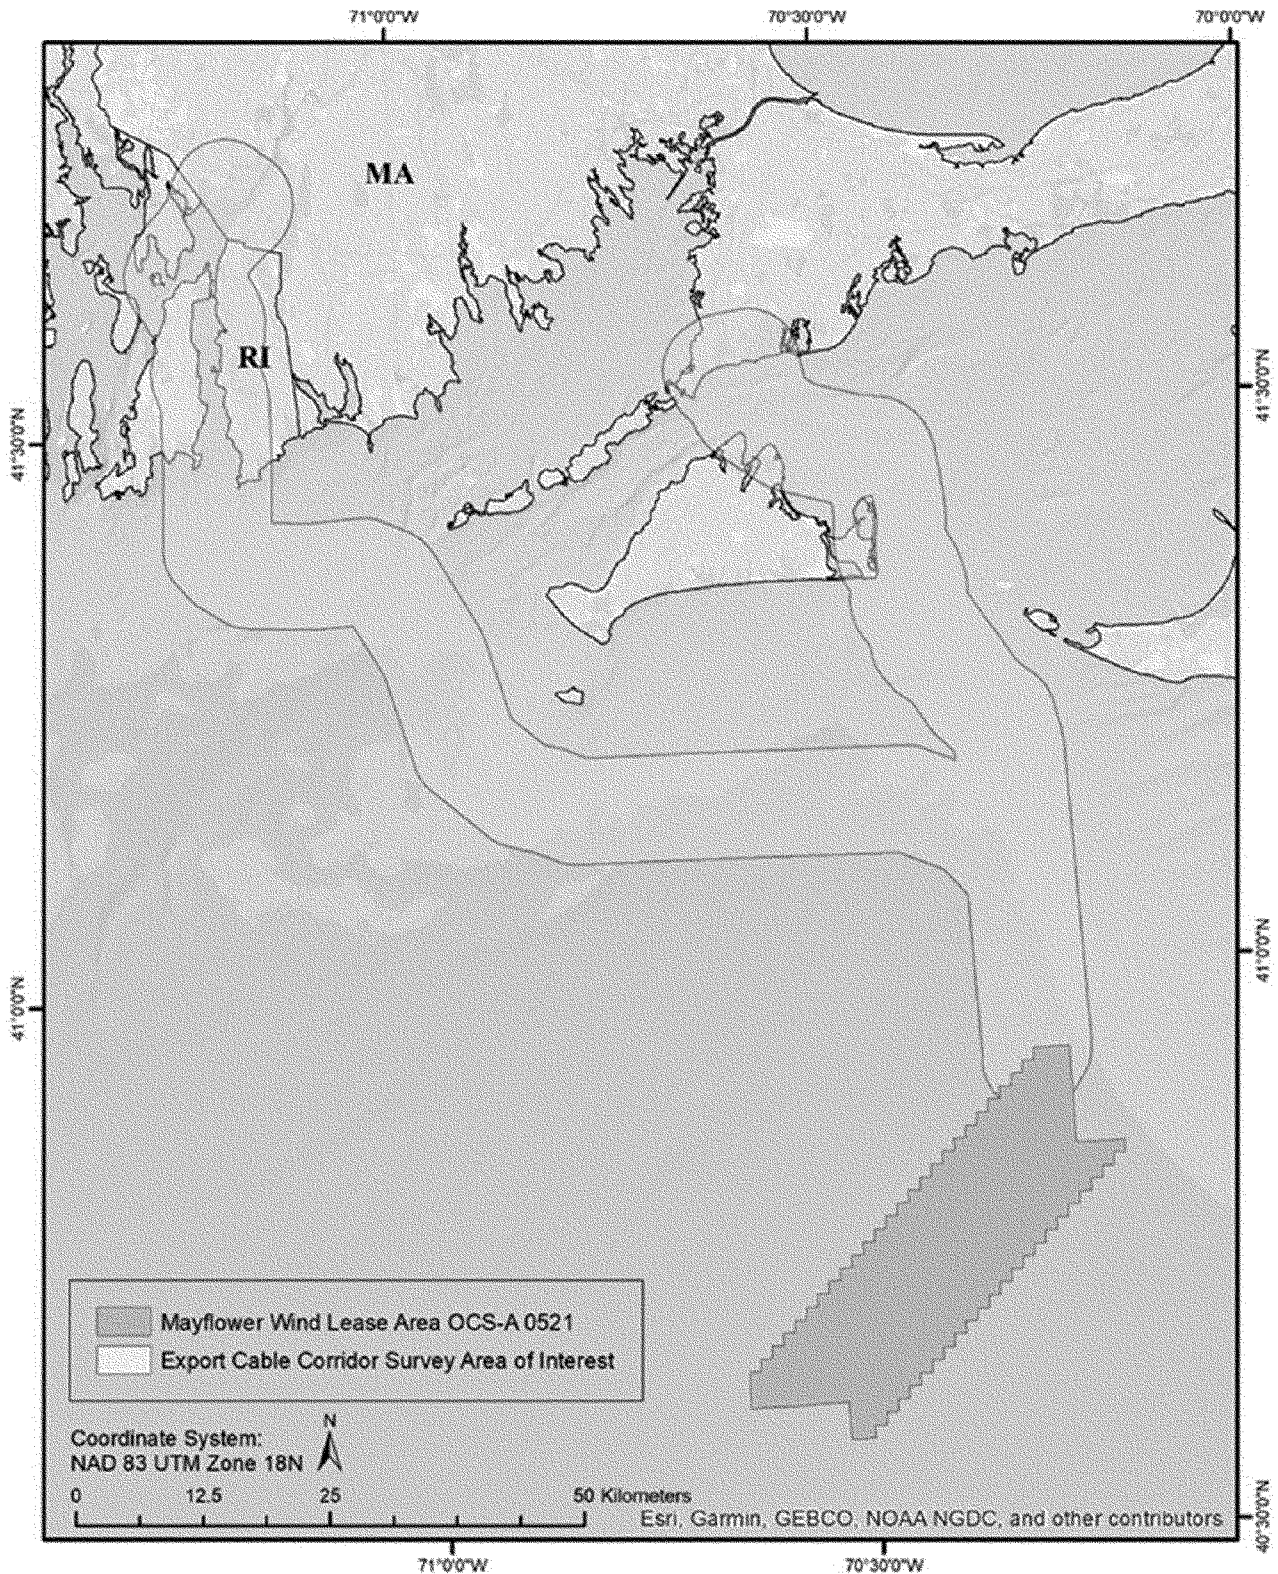 71°0'0"W
70°30'0"W
70°0'0"W
MA
RI
41°30'0"N
41°30'0"N
41°0'0"N
41°0'0"N
Mayflower Wind Lease Area OCS-A 0521
Export Cable Corridor Survey Area of Interest
N
Coordinate System:
NAD 83 UTM Zone 18N
0 12.5 25 50 Kilometers
Esri, Garmin, GEBCO, NOAA NGDC, and other contributors
40°30'0"N
71°0'0"W
70°30'0"W